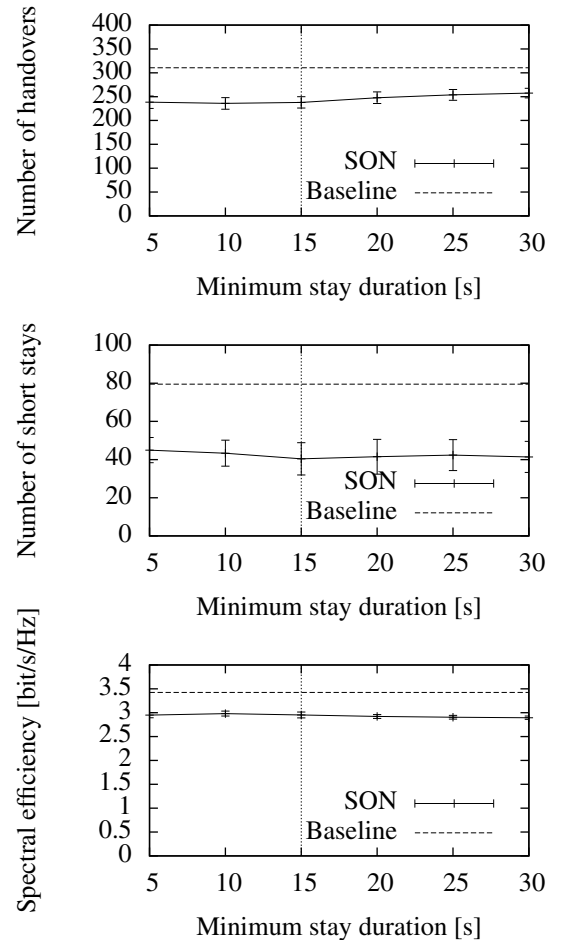 Number of handovers
400
350
300
250
200
150
100
50
0
SON
Baseline
5 10 15 20 25 30
Minimum stay duration [s]
Number of short stays
100
80
60
40
20
0
SON
Baseline
5 10 15 20 25 30
Minimum stay duration [s]
Spectral efficiency [bit/s/Hz]
4
3.5
3
2.5
2
1.5
1
0.5
0
SON
Baseline
5 10 15 20 25 30
Minimum stay duration [s]